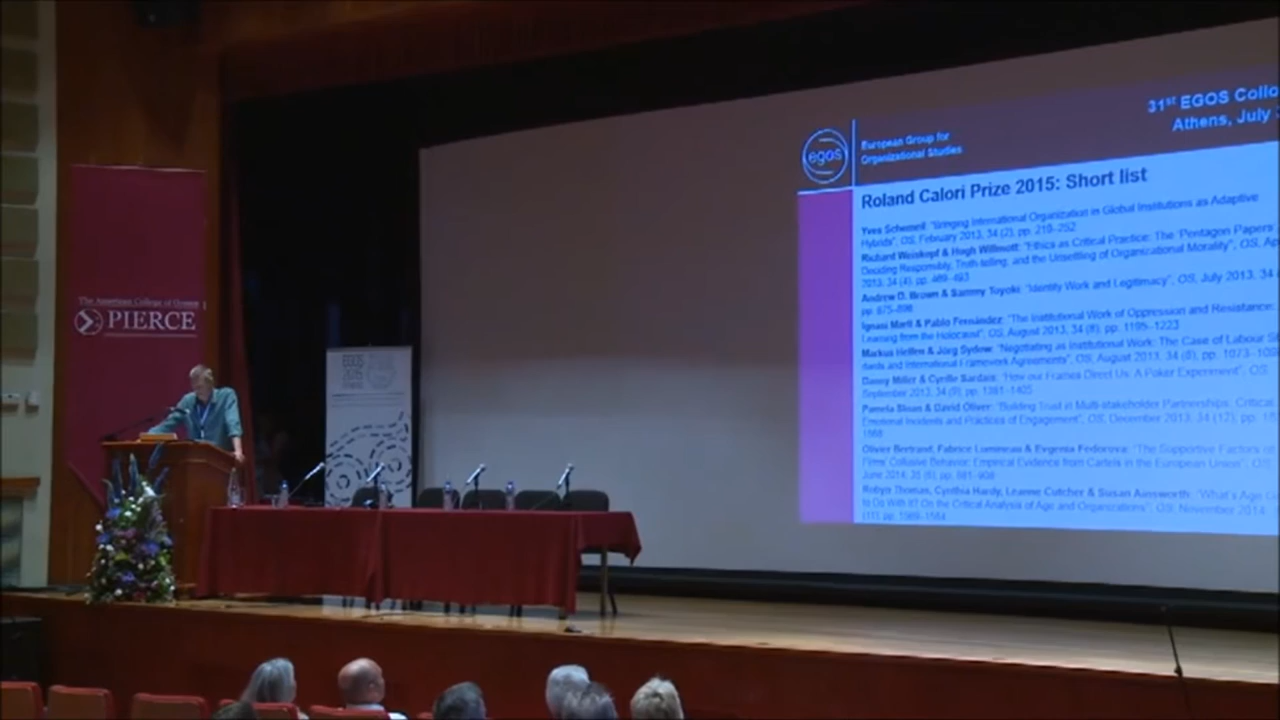 The American College of Greece
PIERCE
EGOS
2015
egos
European Group for
Organizational Studies
31st EGOS Collo
Athens, July
Roland Calori Prize 2015: Short list
Yves Schemeil: "Bringing International Organization in Global Institutions as Adaptive
Hybrids", OS, February 2013, 34 (2), pp. 219-252
Richard Weiskopf & Hugh Willmott: "Ethics as Critical Practice: The 'Pentagon Papers'
Deciding Responsibly, Truth-telling, and the Unsettling of Organizational Morality", OS, Ap
2013, 34 (4), pp. 469-493
Andrew D. Brown & Sammy Toyoki: "Identity Work and Legitimacy", OS, July 2013, 34
pp. 875-896
Ignasi Martí & Pablo Fernández: "The Institutional Work of Oppression and Resistance:
Learning from the Holocaust", OS, August 2013, 34 (8), pp. 1195-1223
Markus Helfen & Jörg Sydow: "Negotiating as Institutional Work: The Case of Labour S
dards and International Framework Agreements", OS, August 2013, 34 (8), pp. 1073-109
Danny Miller & Cyrille Sardais: "How our Frames Direct Us: A Poker Experiment", OS
September 2013, 34 (9), pp. 1381-1405
Pamela Sloan & David Oliver: "Building Trust in Multi-stakeholder Partnerships: Critical
Emotional Incidents and Practices of Engagement", OS, December 2013, 34 (12), pp. 18
1868
Olivier Bertrand, Fabrice Lumineau & Evgenia Fedorova: "The Supportive Factors of
Firms' Collusive Behavior: Empirical Evidence from Cartels in the European Union", OS
June 2014, 35 (6), pp. 881-908
Robyn Thomas, Cynthia Hardy, Leanne Cutcher & Susan Ainsworth: "What's Age
to Do With It? On the Critical Analysis of Age and Organizations", OS, November 2014
(11), pp. 1569-1584